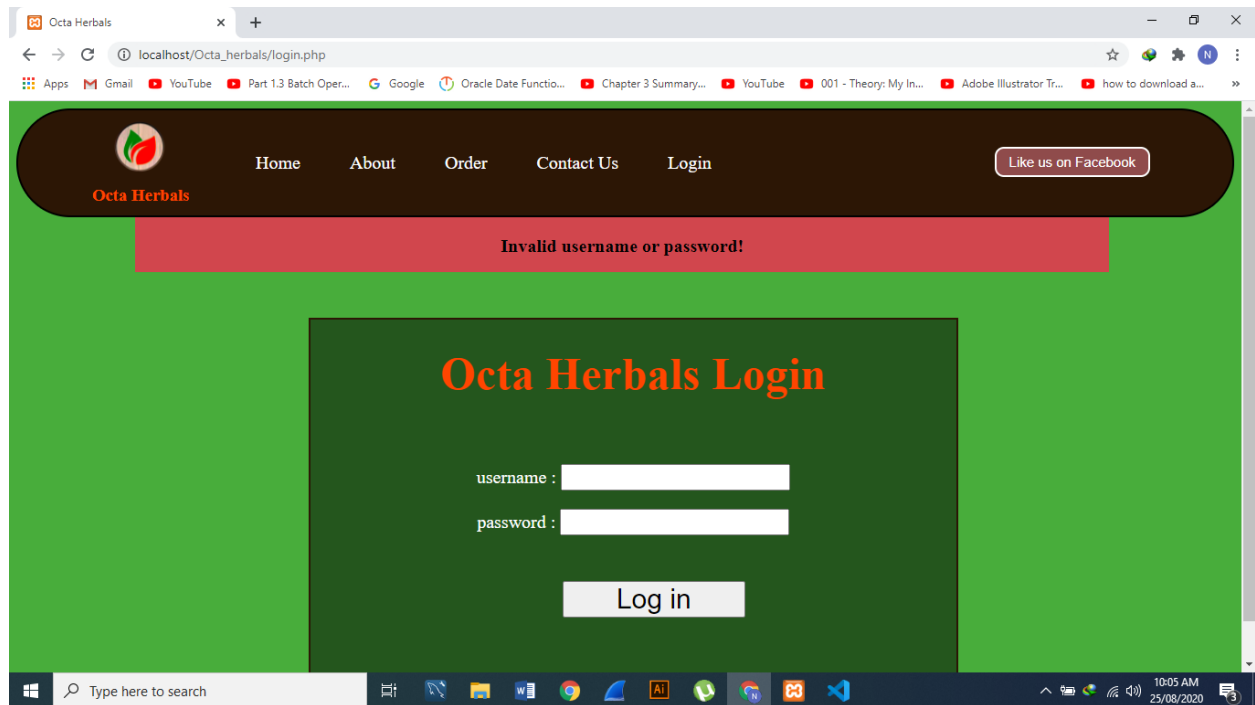 Octa Herbals
localhost/Octa_herbals/login.php
N
Apps Gmail YouTube Part 1.3 Batch Oper... Google Oracle Date Functio... Chapter 3 Summary... YouTube 001 - Theory: My In... Adobe Illustrator Tr... how to download a... »
Octa Herbals
Home About Order Contact Us Login
Like us on Facebook
Invalid username or password!
Octa Herbals Login
username :
password :
Log in
Type here to search
W
Ai
N
10:05 AM
25/08/2020
3